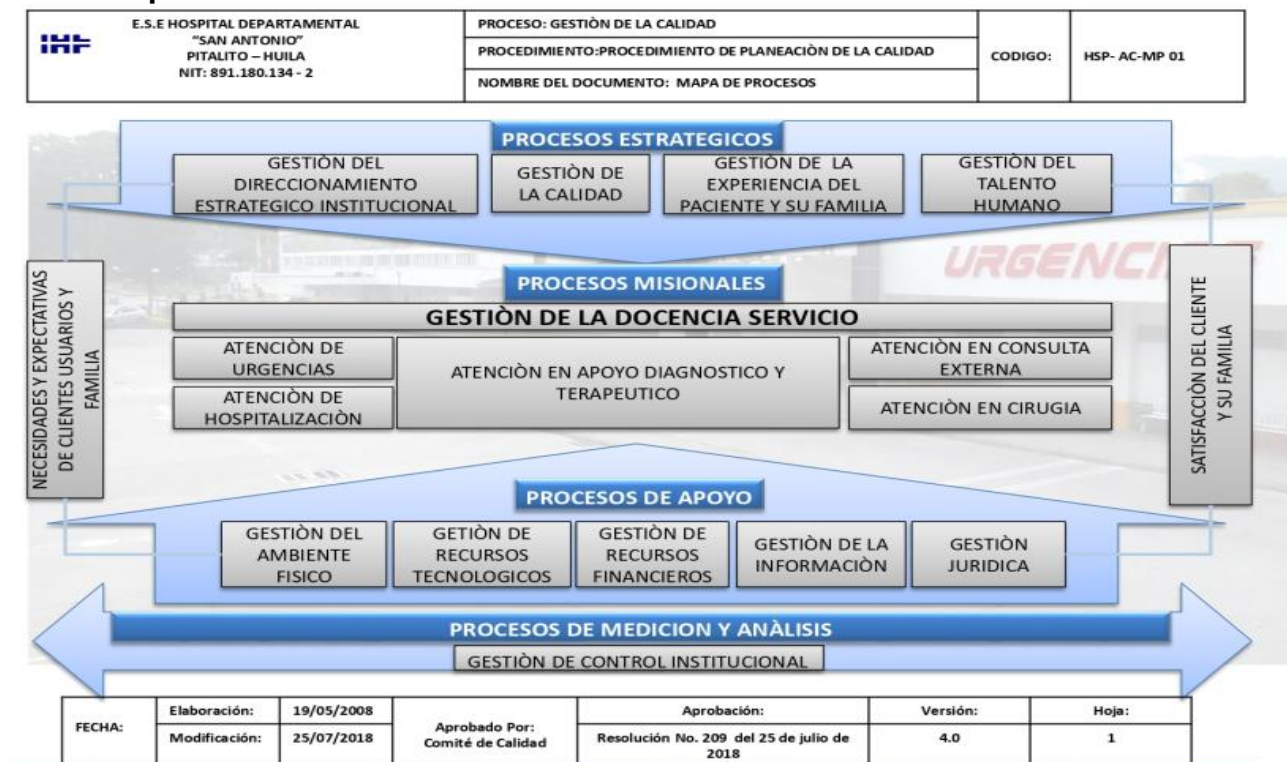 E.S.E HOSPITAL DEPARTAMENTAL
"SAN ANTONIO"
PITALITO – HUILA
NIT: 891.180.134 - 2
PROCESO: GESTIÒN DE LA CALIDAD
PROCEDIMIENTO:PROCEDIMIENTO DE PLANEACIÒN DE LA CALIDAD
NOMBRE DEL DOCUMENTO: MAPA DE PROCESOS
CODIGO:
HSP- AC-MP 01
PROCESOS ESTRATEGICOS
GESTIÒN DEL
DIRECCIONAMIENTO
ESTRATEGICO INSTITUCIONAL
GESTIÒN DE
LA CALIDAD
GESTIÒN DE LA
EXPERIENCIA DEL
PACIENTE Y SU FAMILIA
GESTIÒN DEL
TALENTO
HUMANO
NECESIDADES Y EXPECTATIVAS
DE CLIENTES USUARIOS Y
FAMILIA
PROCESOS MISIONALES
GESTIÒN DE LA DOCENCIA SERVICIO
ATENCIÒN DE
URGENCIAS
ATENCIÒN DE
HOSPITALIZACIÒN
ATENCIÒN EN APOYO DIAGNOSTICO Y
TERAPEUTICO
ATENCIÒN EN CONSULTA
EXTERNA
ATENCIÒN EN CIRUGIA
SATISFACCIÒN DEL CLIENTE
Y SU FAMILIA
PROCESOS DE APOYO
GESTIÒN DEL
AMBIENTE
FISICO
GETIÒN DE
RECURSOS
TECNOLOGICOS
GESTIÒN DE
RECURSOS
FINANCIEROS
GESTIÒN DE LA
INFORMACIÒN
GESTIÒN
JURIDICA
PROCESOS DE MEDICION Y ANÀLISIS
GESTIÒN DE CONTROL INSTITUCIONAL
FECHA:
Elaboración:
19/05/2008
Modificación:
25/07/2018
Aprobado Por:
Comité de Calidad
Aprobación:
Resolución No. 209 del 25 de julio de
2018
Versión:
4.0
Hoja:
1